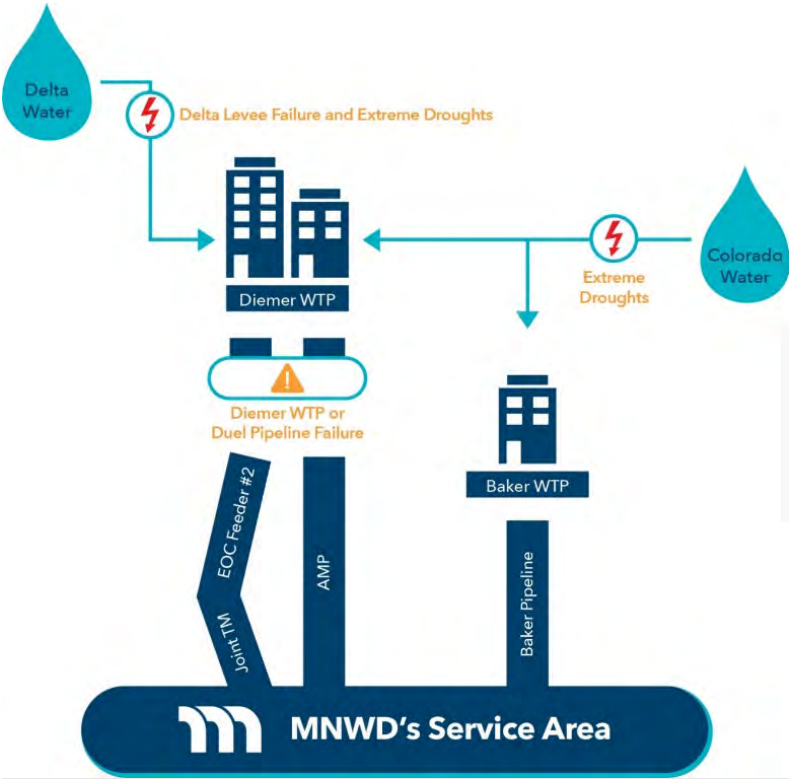 Delta
Water
Delta Levee Failure and Extreme Droughts
Colorado
Water
Extreme
Droughts
Diemer WTP
Diemer WTP or
Duel Pipeline Failure
Baker WTP
EOC Feeder #2
Joint TM
AMP
Baker Pipeline
m MNWD's Service Area